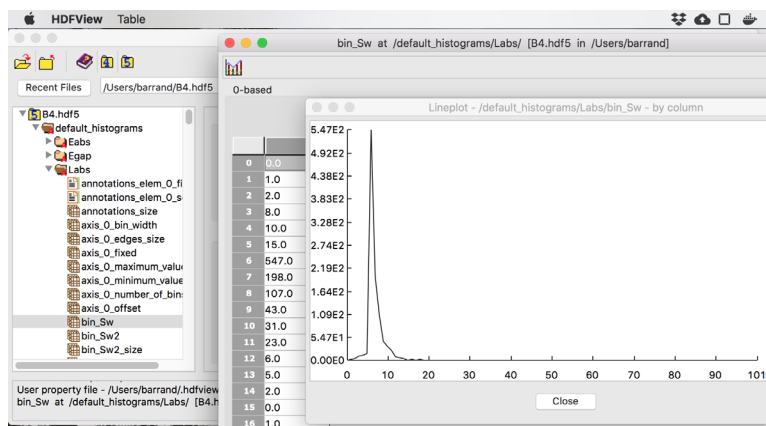 HDFView Table
bin_Sw at /default_histograms/Labs/ [B4.hdf5 in /Users/barrand]
Recent Files /Users/barrand/B4.hdf5
0-based
B4.hdf5
default_histograms
Eabs
Egap
Labs
annotations_elem_0_fi
annotations_elem_0_s
annotations_size
axis_0_bin_width
axis_0_edges_size
axis_0_fixed
axis_0_maximum_value
axis_0_minimum_value
axis_0_number_of_bin
axis_0_offset
bin_Sw
bin_Sw2
bin_Sw2_size
User property file - /Users/barrand/.hdfview
bin_Sw at /default_histograms/Labs/ [B4.h
0 0.0
1 1.0
2 2.0
3 8.0
4 10.0
5 15.0
6 547.0
7 198.0
8 107.0
9 43.0
10 31.0
11 23.0
12 6.0
13 5.0
14 2.0
15 0.0
16 1.0
Lineplot - /default_histograms/Labs/bin_Sw - by column
5.47E2
4.92E2
4.38E2
3.83E2
3.28E2
2.74E2
2.19E2
1.64E2
1.09E2
5.47E1
0.00E0
0 10 20 30 40 50 60 70 80 90 101
Close